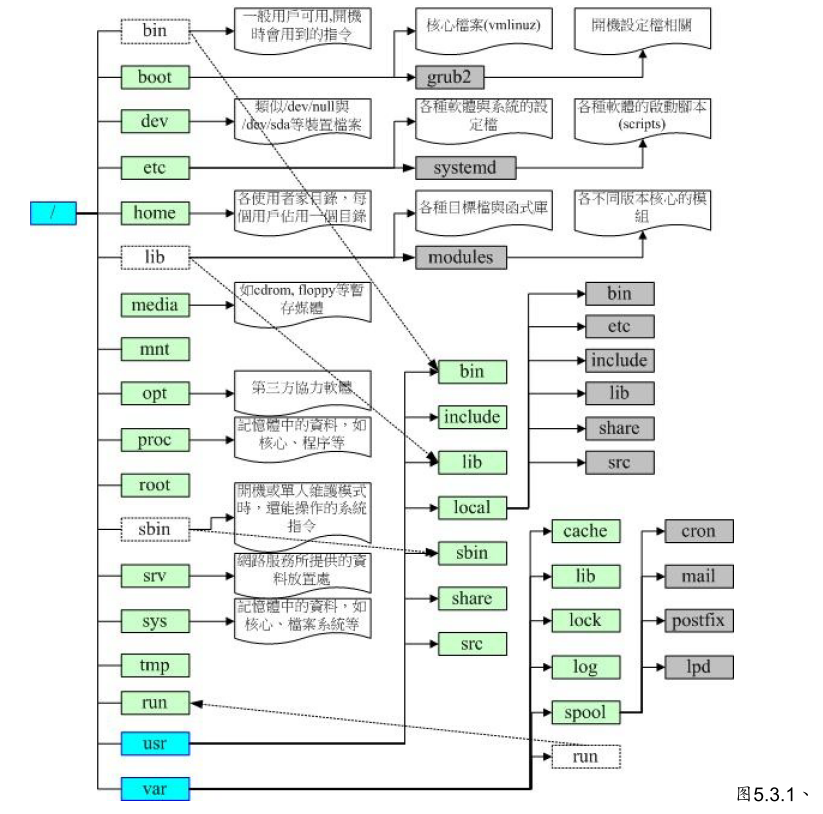 /
bin
一般用戶可用,開機
時會用到的指令
核心檔案(vmlinuz)
開機設定檔相關
boot
grub2
dev
類似/dev/null與
/dev/sda等裝置檔案
各種軟體與系統的設
定檔
各種軟體的啟動腳本
(scripts)
etc
systemd
home
各使用者家目錄，每
個用戶佔用一個目錄
各種目標檔與函式庫
各不同版本核心的模
組
lib
modules
media
如cdrom, floppy等暫
存媒體
mnt
opt
第三方協力軟體
proc
記憶體中的資料，如
核心、程序等
root
sbin
開機或單人維護模式
時，還能操作的系統
指令
srv
網路服務所提供的資
料放置處
sys
記憶體中的資料，如
核心、檔案系統等
tmp
run
usr
var
bin
include
lib
local
sbin
share
src
bin
etc
include
lib
share
src
cache
lib
lock
log
spool
run
cron
mail
postfix
lpd
图5.3.1、